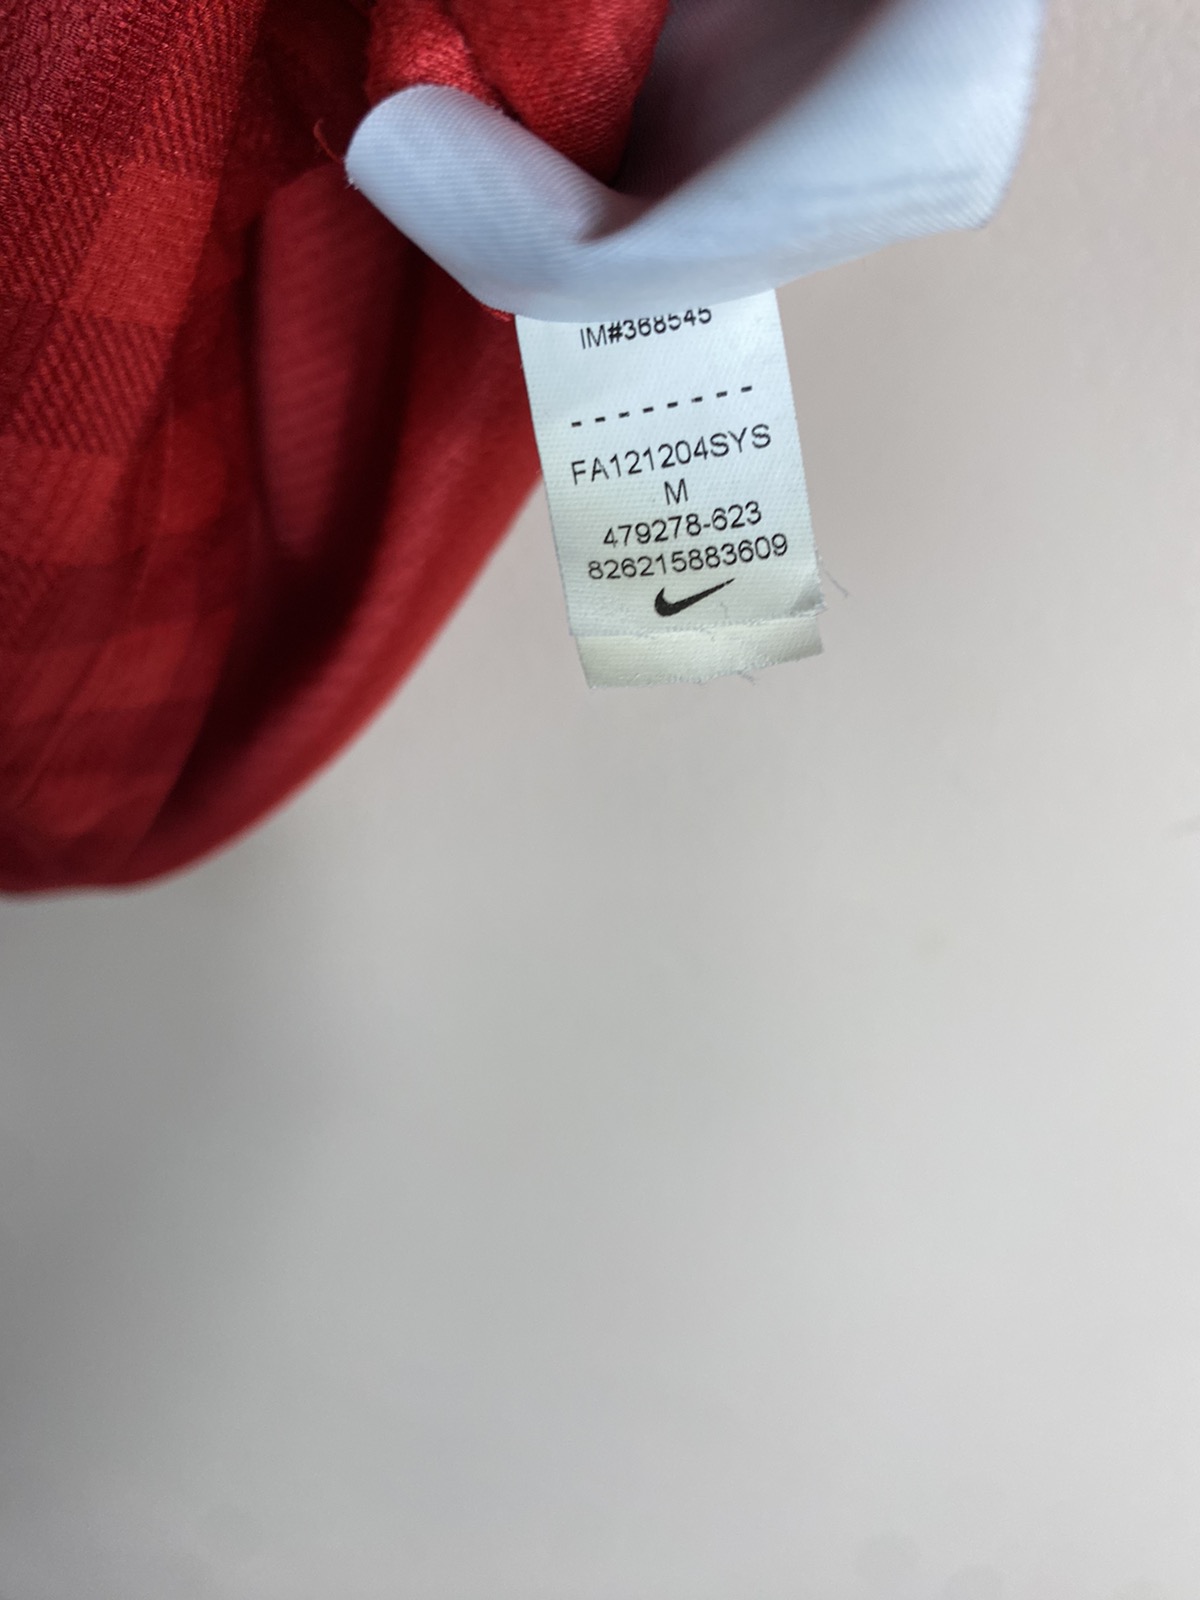 IM#368545
--------
FA121204SYS
M
479278-623
826215883609